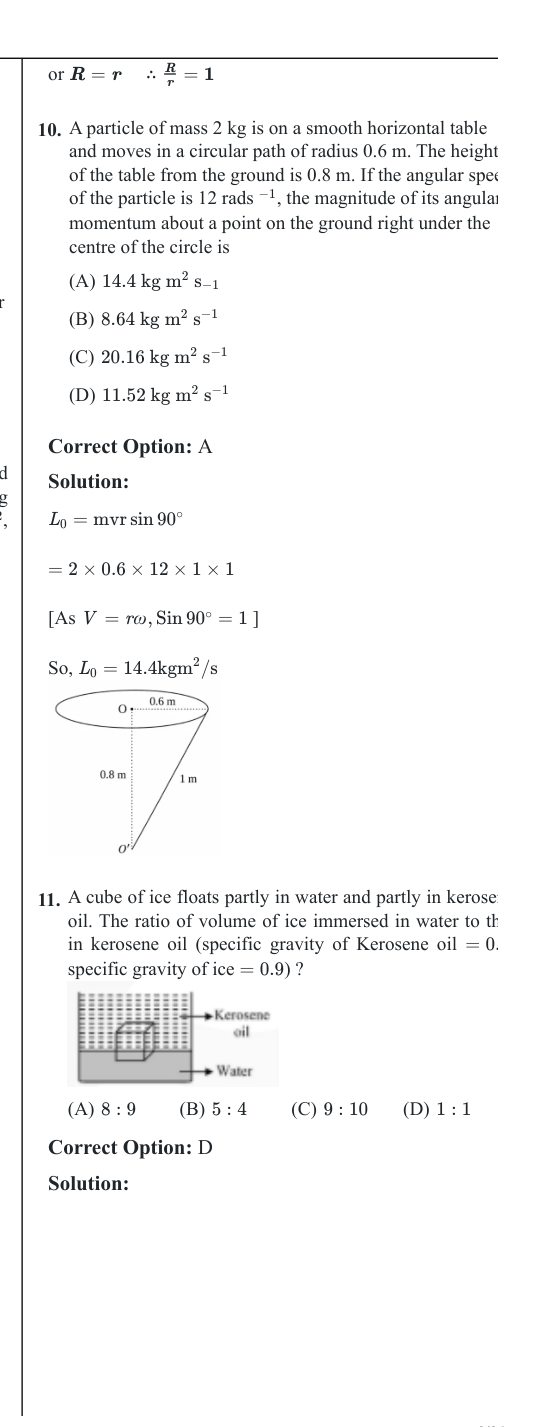 or R = r ∴ R/r = 1
10. A particle of mass 2 kg is on a smooth horizontal table
and moves in a circular path of radius 0.6 m. The height
of the table from the ground is 0.8 m. If the angular spee
of the particle is 12 rads ⁻¹, the magnitude of its angular
momentum about a point on the ground right under the
centre of the circle is
r
(A) 14.4 kg m² s₋₁
(B) 8.64 kg m² s⁻¹
(C) 20.16 kg m² s⁻¹
(D) 11.52 kg m² s⁻¹
Correct Option: A
d
Solution:
g
L₀ = mvr sin 90°
,
= 2 × 0.6 × 12 × 1 × 1
[As V = rω, Sin 90° = 1 ]
So, L₀ = 14.4kgm²/s
O 0.6 m
0.8 m 1 m
O'
11. A cube of ice floats partly in water and partly in kerose
oil. The ratio of volume of ice immersed in water to th
in kerosene oil (specific gravity of Kerosene oil = 0.
specific gravity of ice = 0.9) ?
Kerosene
oil
Water
(A) 8 : 9 (B) 5 : 4 (C) 9 : 10 (D) 1 : 1
Correct Option: D
Solution: